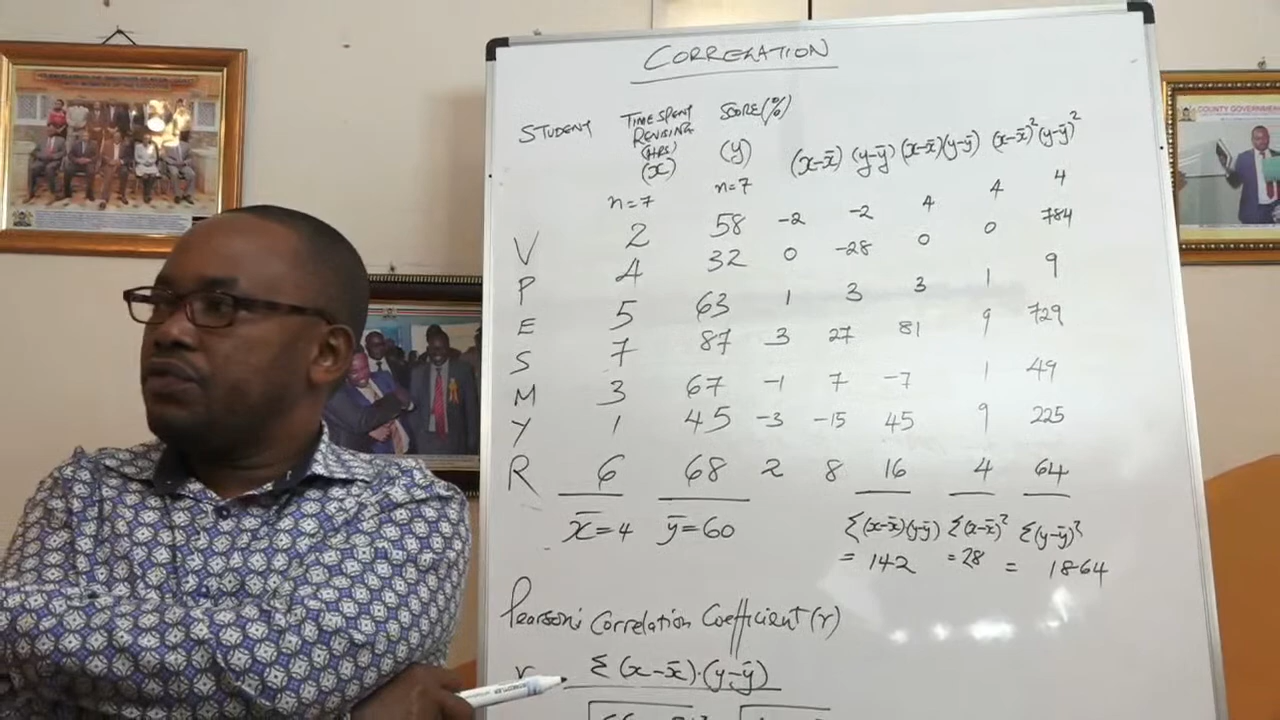 CORRELATION
STUDENT TIME SPENT REVISING (HRS) (x) SCORE(%) (y) (x-x̄) (y-ȳ) (x-x̄)(y-ȳ) (x-x̄)² (y-ȳ)²
n=7 n=7
V 2 58 -2 -2 4 4 4
P 4 32 0 -28 0 0 784
E 5 63 1 3 3 1 9
S 7 87 3 27 81 9 729
M 3 67 -1 7 -7 1 49
Y 1 45 -3 -15 45 9 225
R 6 68 2 8 16 4 64
x̄=4 ȳ=60 Σ(x-x̄)(y-ȳ) Σ(x-x̄)² Σ(y-ȳ)²
= 142 =28 = 1864
Pearson's Correlation Coefficient (r)
r Σ(x-x̄).(y-ȳ)
COUNTY GOVERNMENT